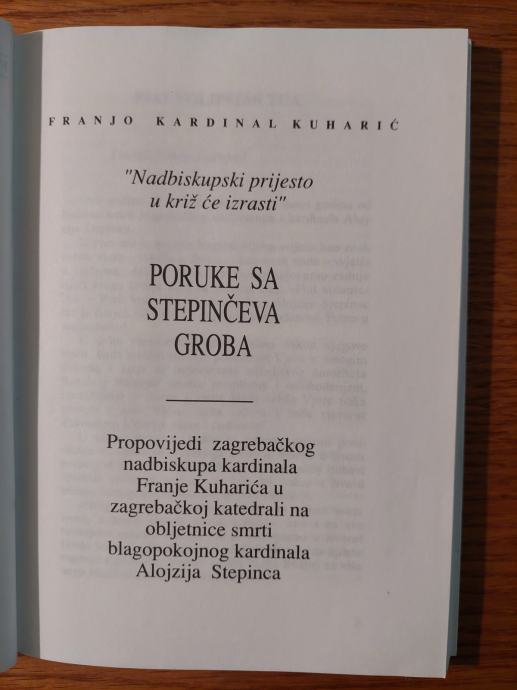 FRANJO KARDINAL KUHARIĆ
"Nadbiskupski prijesto
u križ će izrasti"
PORUKE SA
STEPINČEVA
GROBA
Propovijedi zagrebačkog
nadbiskupa kardinala
Franje Kuharića u
zagrebačkoj katedrali na
obljetnice smrti
blagopokojnog kardinala
Alojzija Stepinca